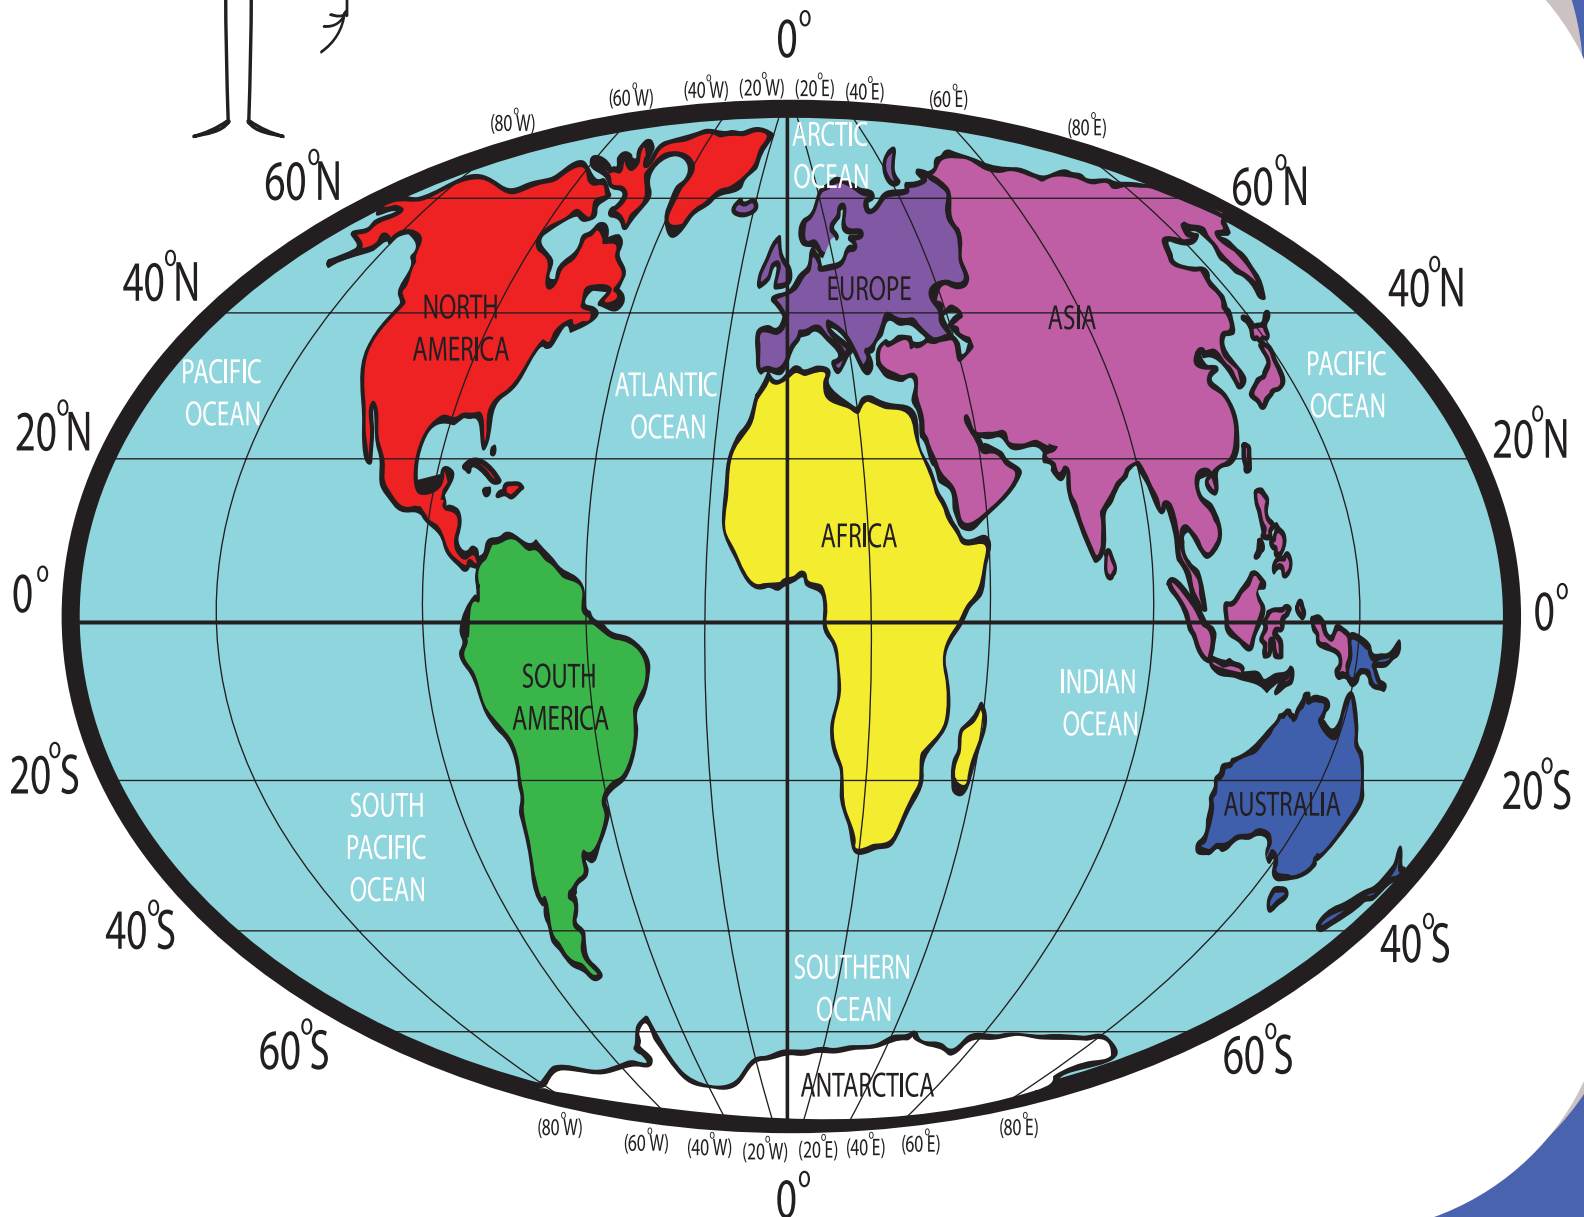 0°
(80°W)
(60°W)
(40°W)
(20°W)
(20°E)
(40°E)
(60°E)
(80°E)
ARCTIC
OCEAN
60°N
60°N
40°N
40°N
NORTH
AMERICA
EUROPE
ASIA
PACIFIC
OCEAN
ATLANTIC
OCEAN
PACIFIC
OCEAN
20°N
20°N
AFRICA
0°
0°
SOUTH
AMERICA
INDIAN
OCEAN
20°S
20°S
SOUTH
PACIFIC
OCEAN
AUSTRALIA
40°S
40°S
SOUTHERN
OCEAN
60°S
60°S
ANTARCTICA
(80°W)
(60°W)
(40°W)
(20°W)
(20°E)
(40°E)
(60°E)
(80°E)
0°